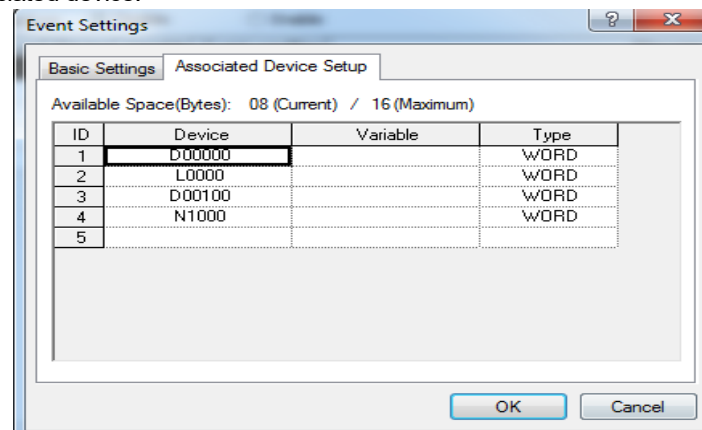 Event Settings
Basic Settings Associated Device Setup
Available Space(Bytes): 08 (Current) / 16 (Maximum)
ID Device Variable Type
1 D00000 WORD
2 L0000 WORD
3 D00100 WORD
4 N1000 WORD
5
OK Cancel